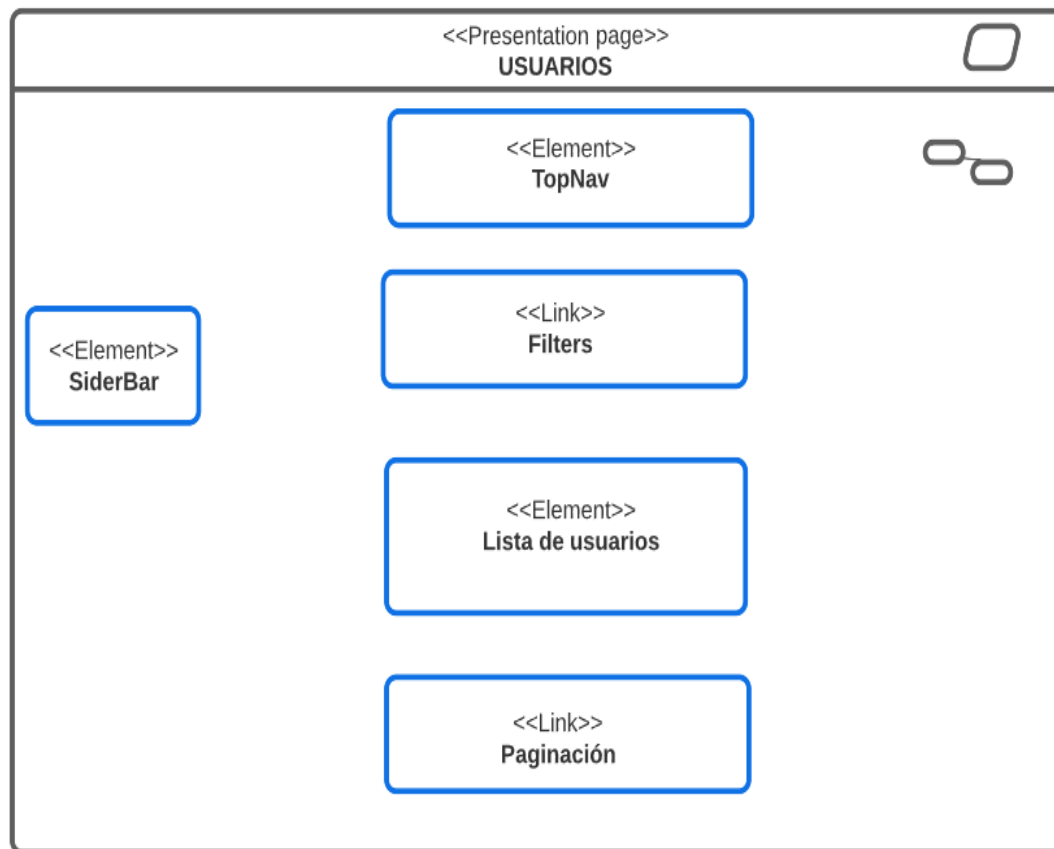 <<Presentation page>>
USUARIOS
<<Element>>
TopNav
<<Link>>
Filters
<<Element>>
SiderBar
<<Element>>
Lista de usuarios
<<Link>>
Paginación